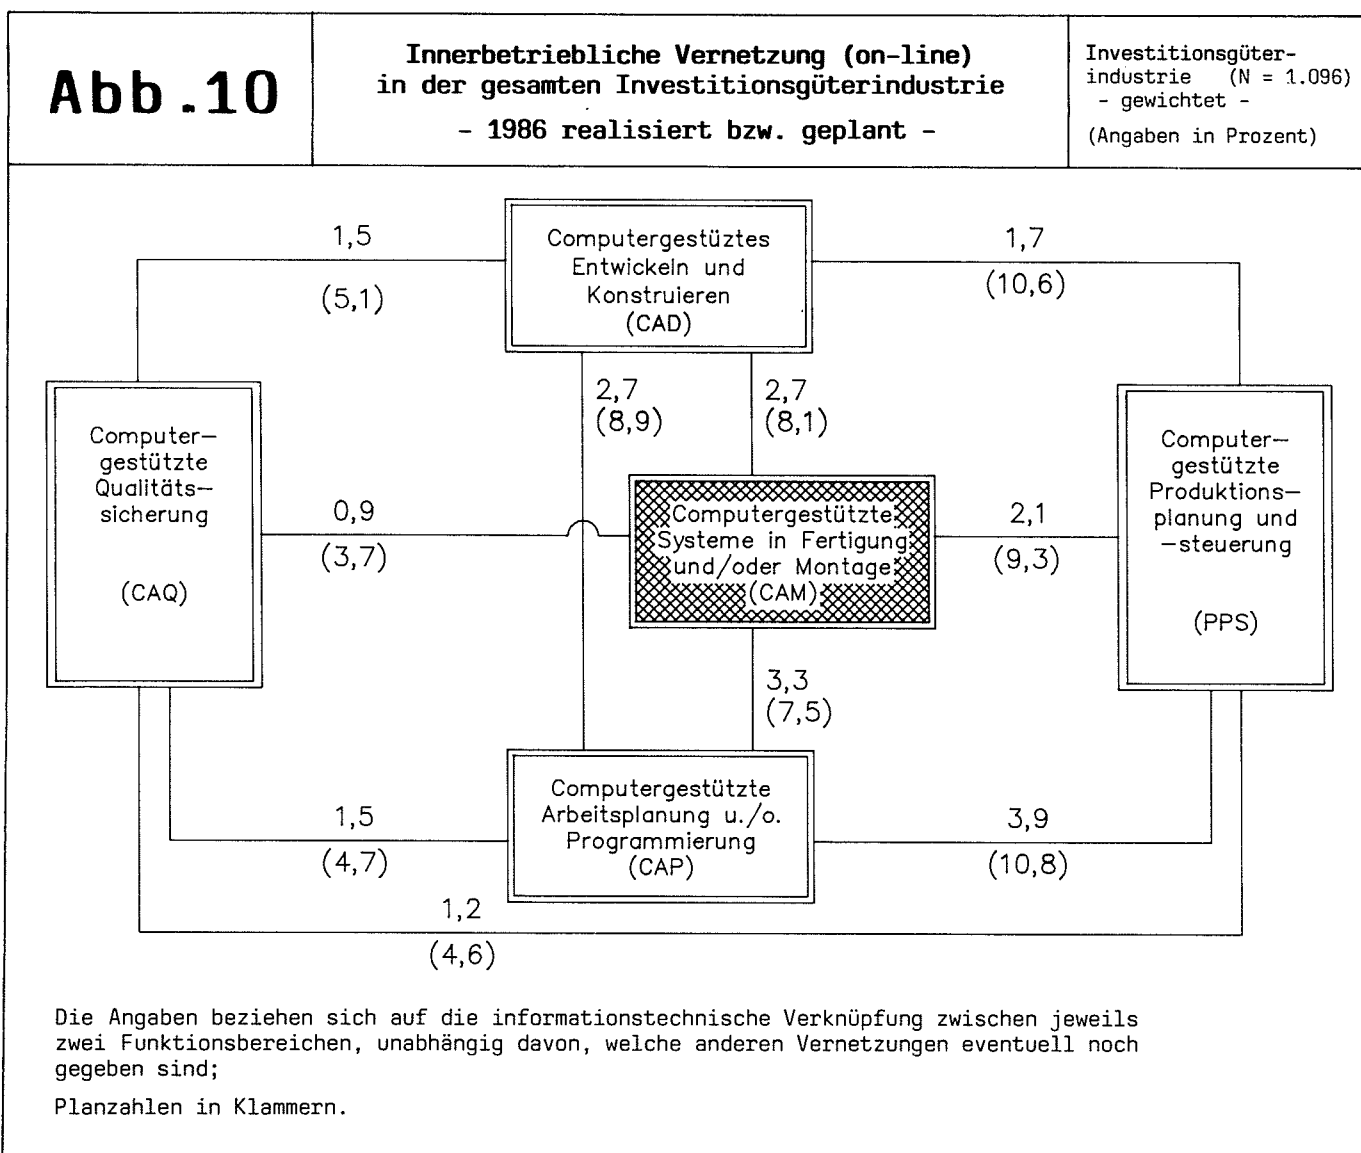 Abb.10
Innerbetriebliche Vernetzung (on-line)
in der gesamten Investitionsgüterindustrie
- 1986 realisiert bzw. geplant -
Investitionsgüter-
industrie (N = 1.096)
- gewichtet -
(Angaben in Prozent)
1,5
(5,1)
Computergestüztes
Entwickeln und
Konstruieren
(CAD)
1,7
(10,6)
2,7
(8,9)
2,7
(8,1)
Computer–
gestützte
Qualitäts–
sicherung
(CAQ)
0,9
(3,7)
Computergestützte
Systeme in Fertigung
und/oder Montage
(CAM)
2,1
(9,3)
Computer–
gestützte
Produktions–
planung und
–steuerung
(PPS)
3,3
(7,5)
1,5
(4,7)
Computergestützte
Arbeitsplanung u./o.
Programmierung
(CAP)
3,9
(10,8)
1,2
(4,6)
Die Angaben beziehen sich auf die informationstechnische Verknüpfung zwischen jeweils
zwei Funktionsbereichen, unabhängig davon, welche anderen Vernetzungen eventuell noch
gegeben sind;
Planzahlen in Klammern.